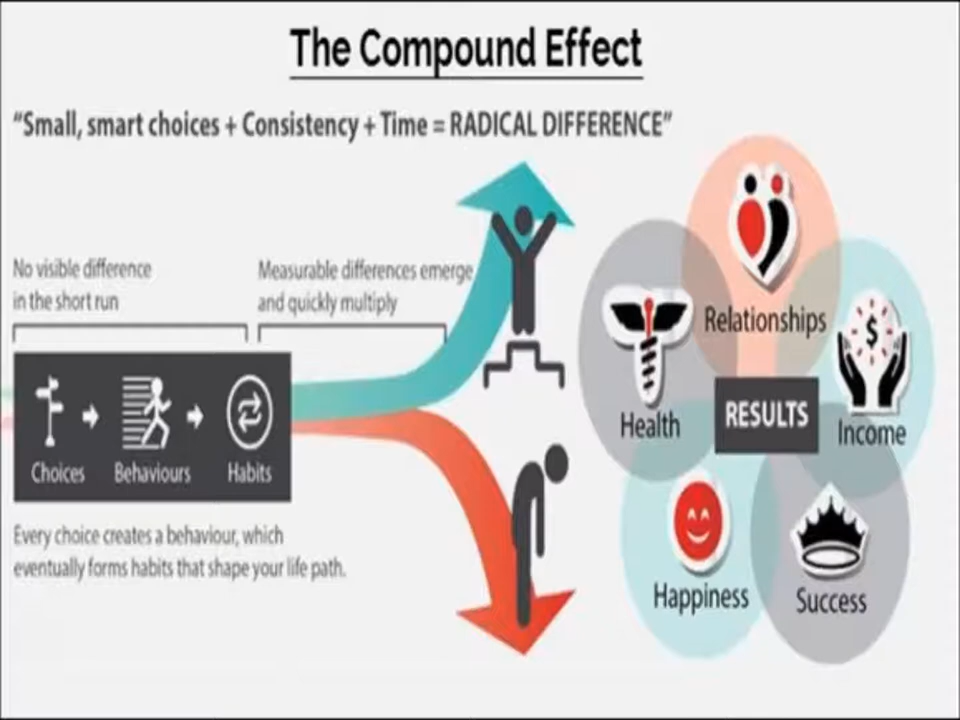 The Compound Effect
“Small, smart choices + Consistency + Time = RADICAL DIFFERENCE”
No visible difference
in the short run
Measurable differences emerge
and quickly multiply
Choices
Behaviours
Habits
Every choice creates a behaviour, which
eventually forms habits that shape your life path.
Relationships
Health
RESULTS
$
Income
Happiness
Success